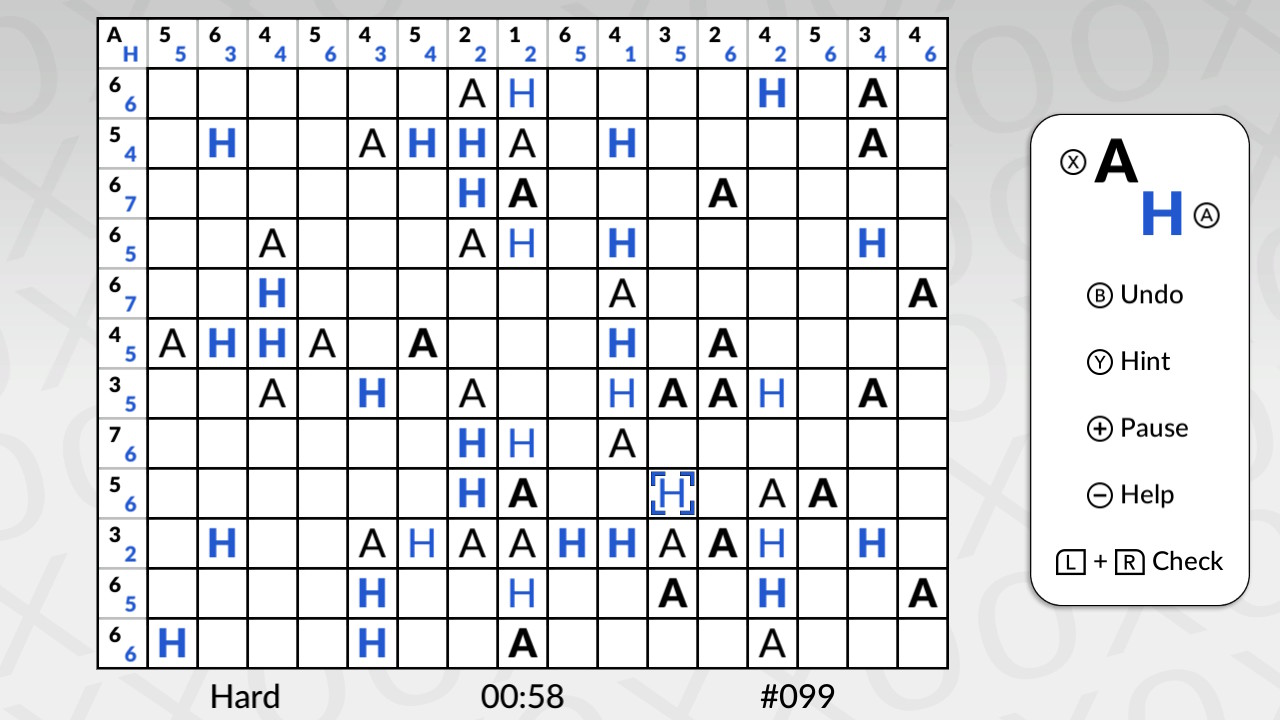 A 5 6 4 5 4 5 2 1 6 4 3 2 4 5 3 4
H 5 3 4 6 3 4 2 2 5 1 5 6 2 6 4 6
6 A H H A
6
5 H A H H A H A
4
6 H A A
7
6 A A H H H
5
6 H A A
7
4 A H H A A H A
5
3 A H A H A A H A
5
7 H H A
6
5 H A H A A
6
3 H A H A A H H A A H H
2
6 H H A H A
5
6 H H A A
6
X A
H A
B Undo
Y Hint
+ Pause
− Help
L + R Check
Hard 00:58 #099